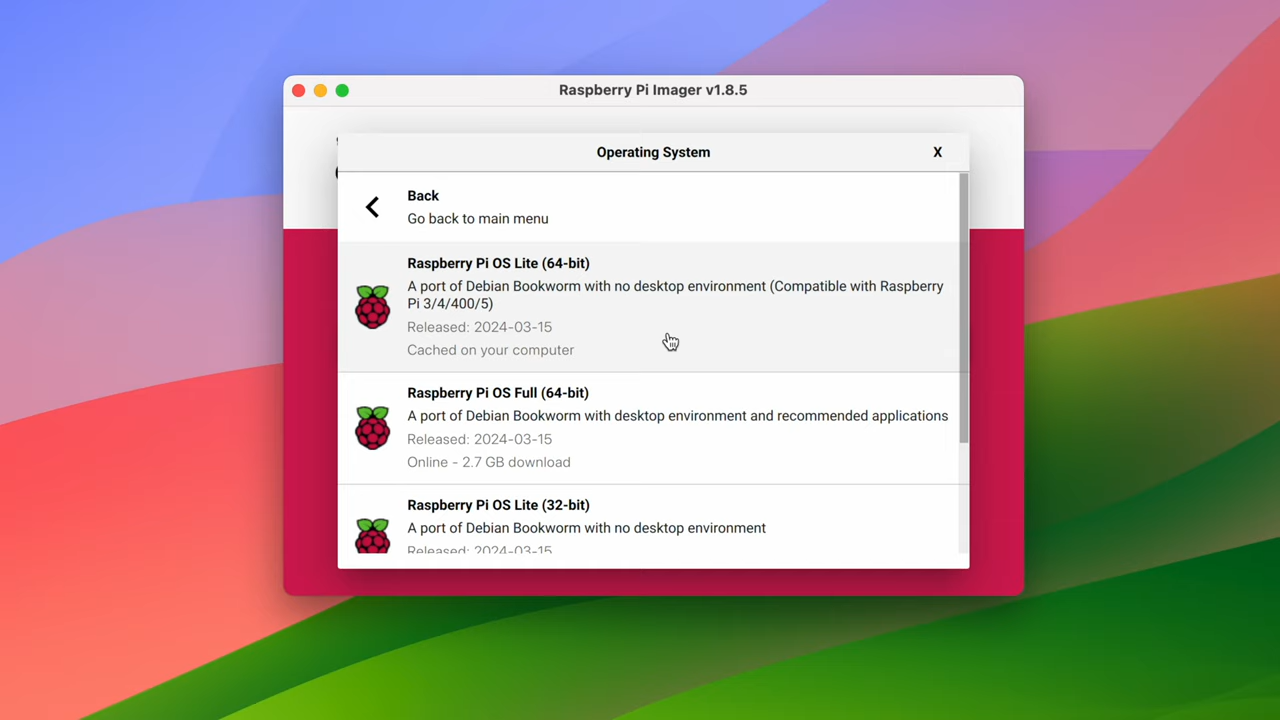 Raspberry Pi Imager v1.8.5
Operating System
X
Back
Go back to main menu
Raspberry Pi OS Lite (64-bit)
A port of Debian Bookworm with no desktop environment (Compatible with Raspberry
Pi 3/4/400/5)
Released: 2024-03-15
Cached on your computer
Raspberry Pi OS Full (64-bit)
A port of Debian Bookworm with desktop environment and recommended applications
Released: 2024-03-15
Online - 2.7 GB download
Raspberry Pi OS Lite (32-bit)
A port of Debian Bookworm with no desktop environment
Released: 2024-03-15